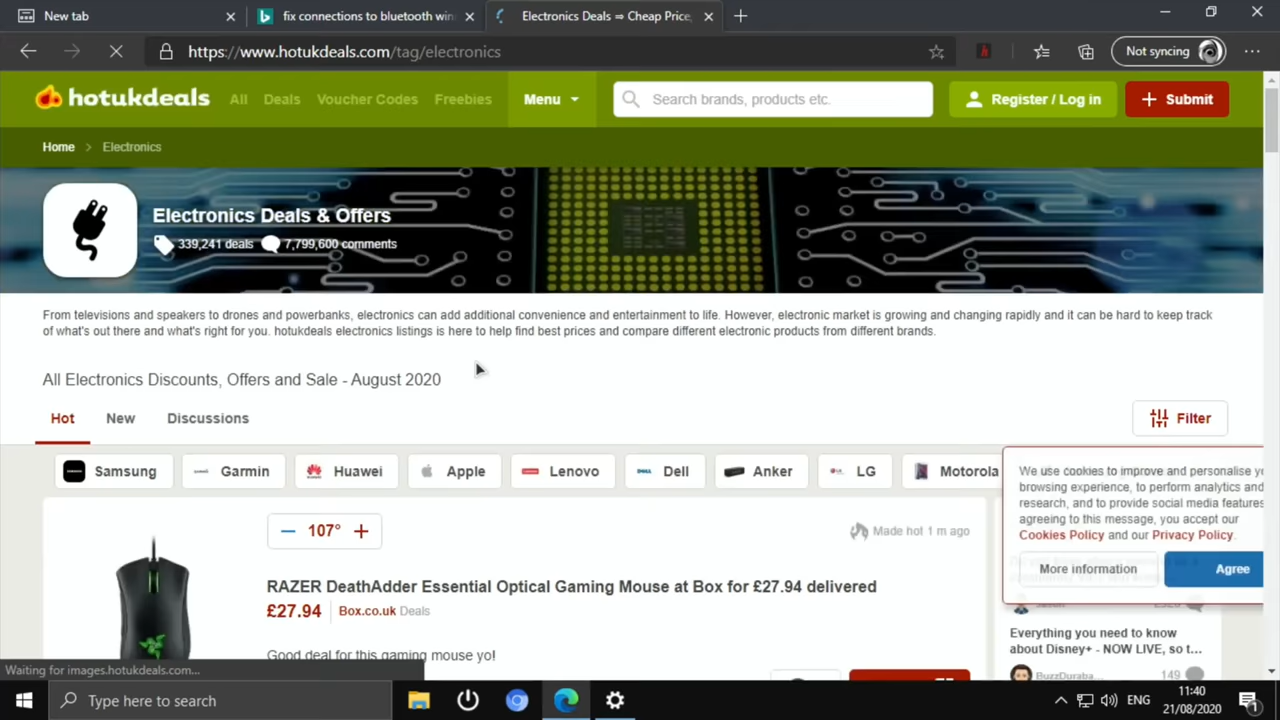 New tab
fix connections to bluetooth win
Electronics Deals ⇒ Cheap Price,
https://www.hotukdeals.com/tag/electronics
Not syncing
hotukdeals
All
Deals
Voucher Codes
Freebies
Menu
Search brands, products etc.
Register / Log in
Submit
Home > Electronics
Electronics Deals & Offers
339,241 deals
7,799,600 comments
From televisions and speakers to drones and powerbanks, electronics can add additional convenience and entertainment to life. However, electronic market is growing and changing rapidly and it can be hard to keep track
of what's out there and what's right for you. hotukdeals electronics listings is here to help find best prices and compare different electronic products from different brands.
All Electronics Discounts, Offers and Sale - August 2020
Hot
New
Discussions
Filter
Samsung
Garmin
Huawei
Apple
Lenovo
Dell
Anker
LG
Motorola
We use cookies to improve and personalise yo
browsing experience, to perform analytics and
research, and to provide social media features
agreeing to this message, you accept our
Cookies Policy and our Privacy Policy.
More information
Agree
107°
Made hot 1 m ago
RAZER DeathAdder Essential Optical Gaming Mouse at Box for £27.94 delivered
£27.94
Box.co.uk Deals
Good deal for this gaming mouse yo!
Everything you need to know
about Disney+ - NOW LIVE, so t...
BuzzDuraba...
149
Waiting for images.hotukdeals.com...
Type here to search
ENG
11:40
21/08/2020
1